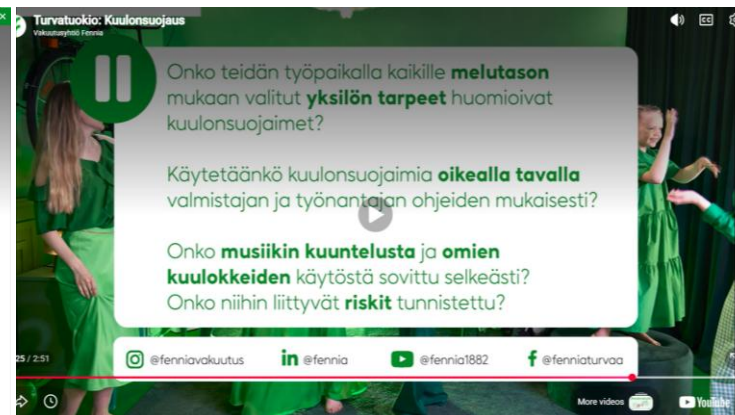 Turvatuokio: Kuulonsuojaus
Vakuutusyhtiö Fennia
CC
Onko teidän työpaikalla kaikille melutason
mukaan valitut yksilön tarpeet huomioivat
kuulonsuojaimet?
Käytetäänkö kuulonsuojaimia oikealla tavalla
valmistajan ja työnantajan ohjeiden mukaisesti?
Onko musiikin kuuntelusta ja omien
kuulokkeiden käytöstä sovittu selkeästi?
Onko niihin liittyvät riskit tunnistettu?
@fenniavakuutus
in @fennia
@fennia1882
f @fenniaturvaa
25 / 2:51
More videos
YouTube